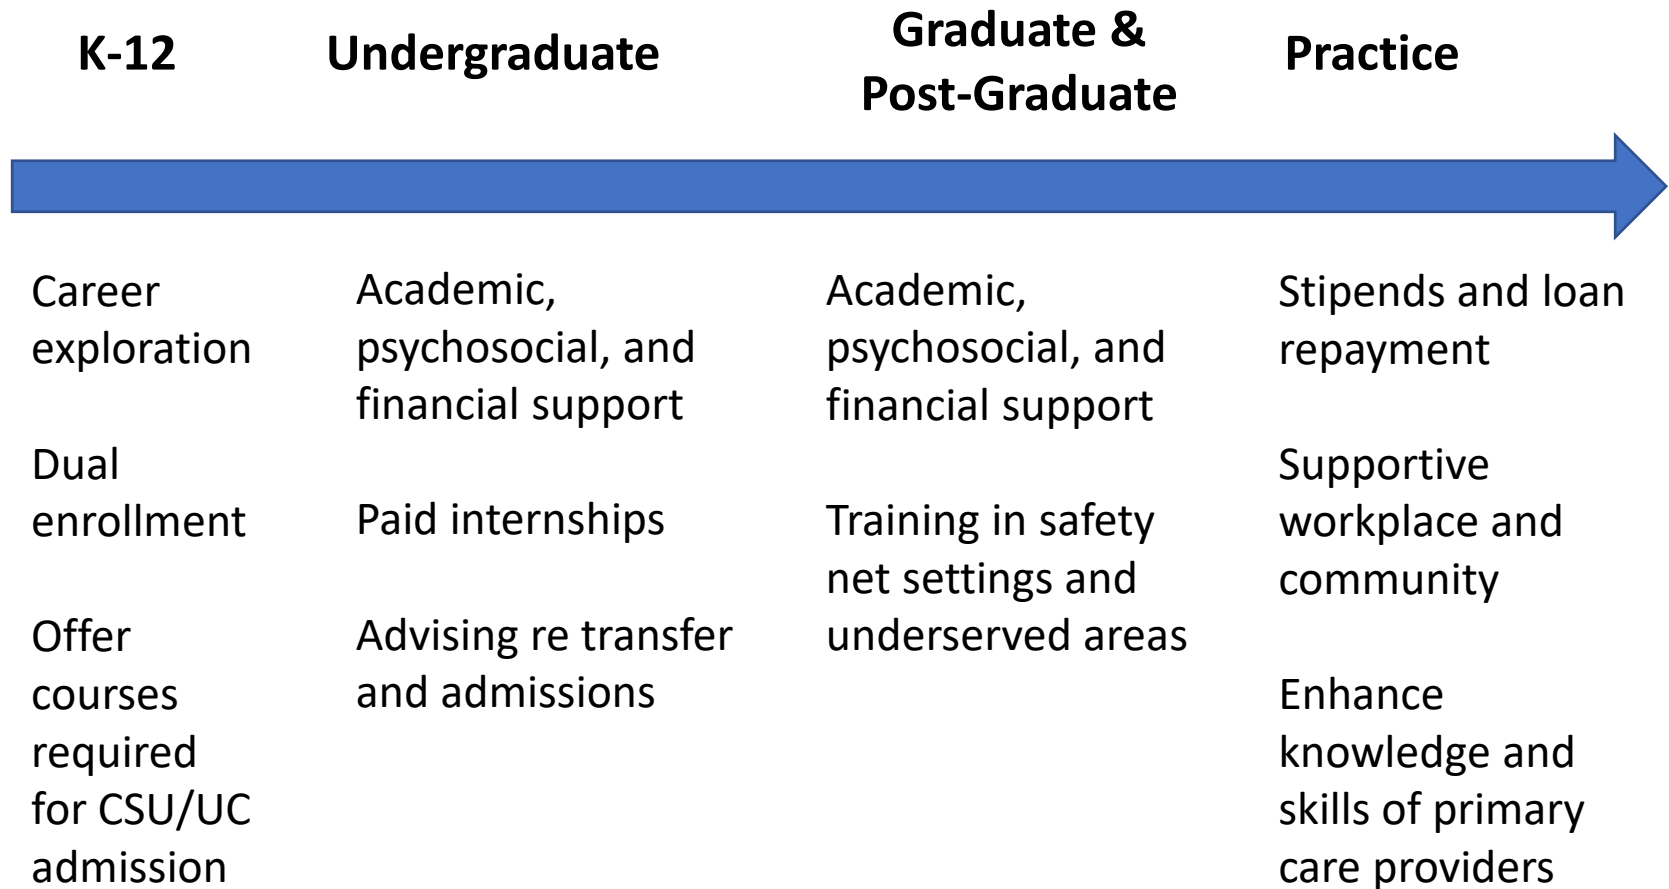 K-12
Undergraduate
Graduate &
Post-Graduate
Practice
Career
exploration
Dual
enrollment
Offer
courses
required
for CSU/UC
admission
Academic,
psychosocial, and
financial support
Paid internships
Advising re transfer
and admissions
Academic,
psychosocial, and
financial support
Training in safety
net settings and
underserved areas
Stipends and loan
repayment
Supportive
workplace and
community
Enhance
knowledge and
skills of primary
care providers